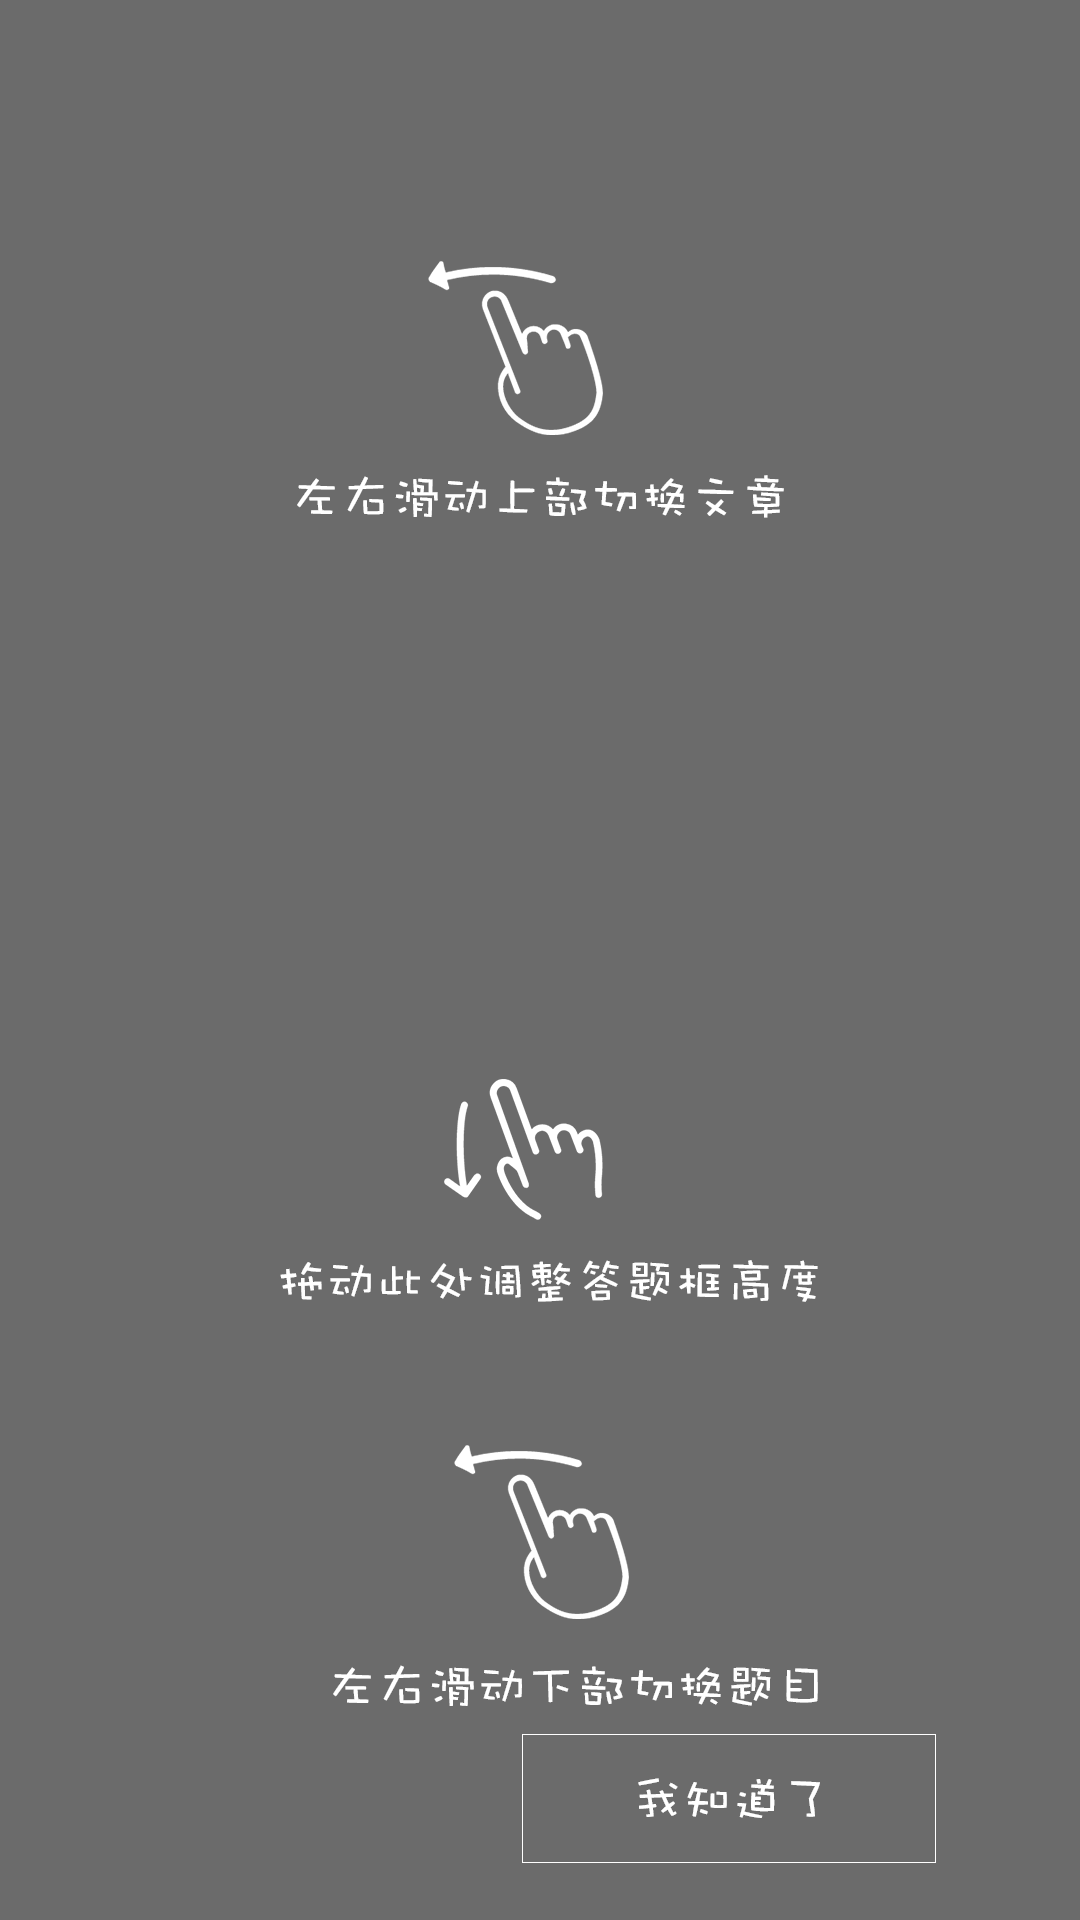 左右滑动上部切换文章
拖动此处调整答题框高度
左右滑动下部切换题目
我知道了